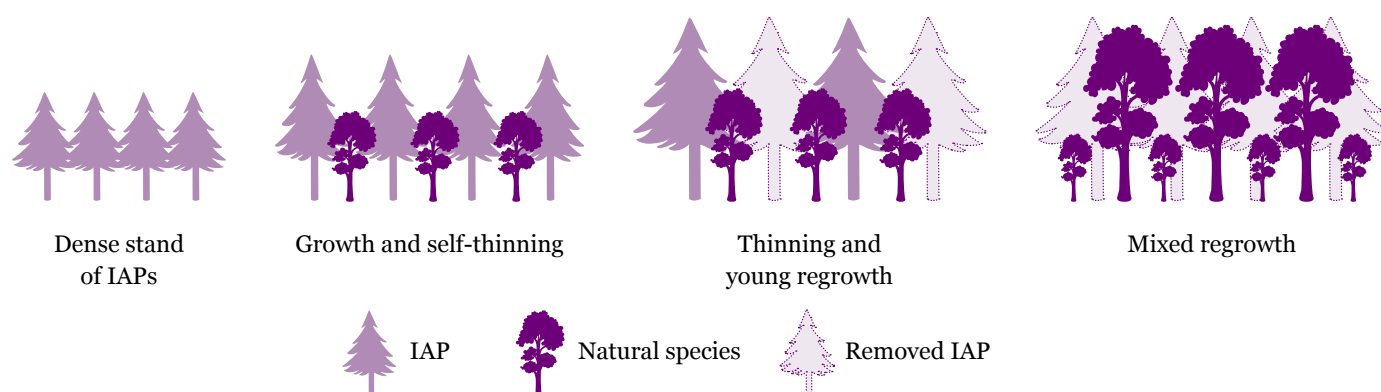 Dense stand
of IAPs
Growth and self-thinning
Thinning and
young regrowth
Mixed regrowth
IAP
Natural species
Removed IAP